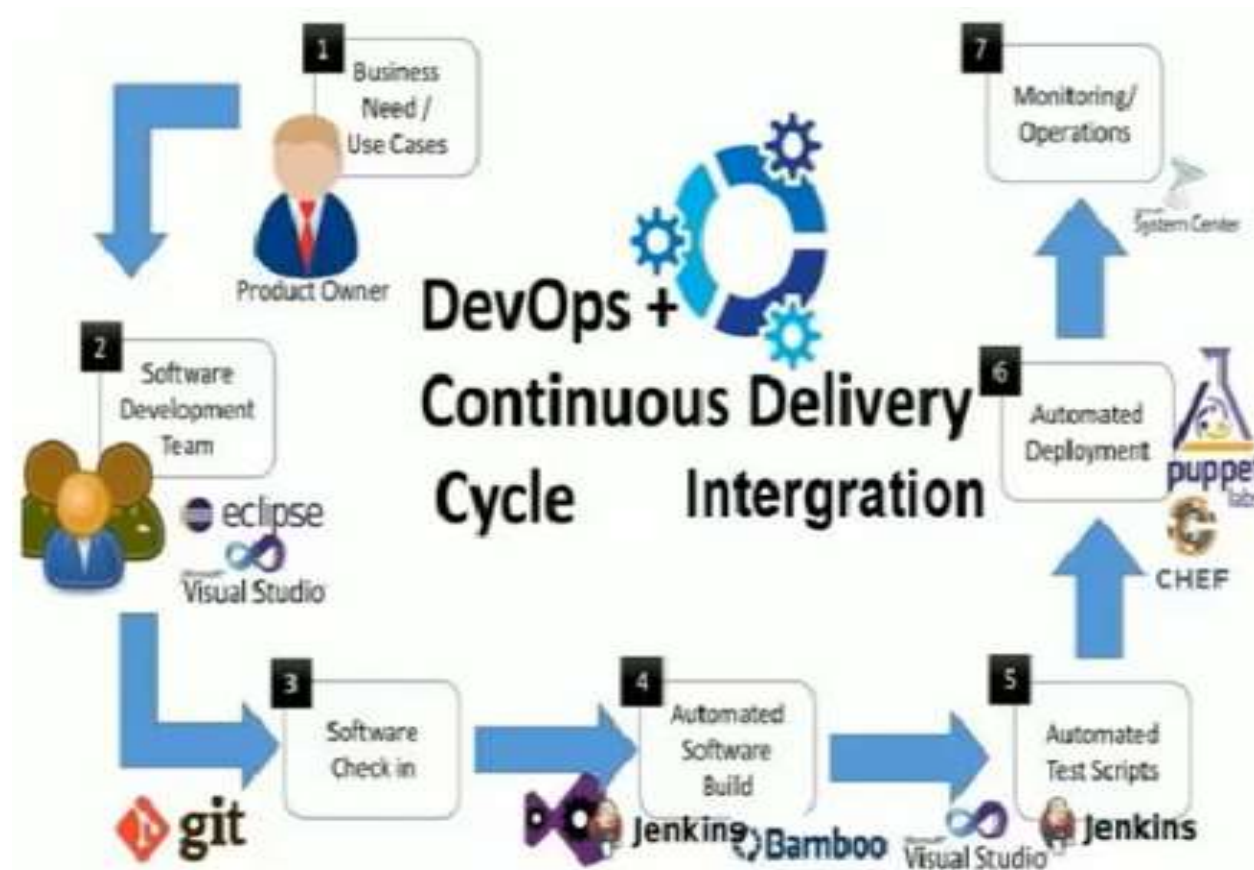 1
Business
Need /
Use Cases
Product Owner
2
Software
Development
Team
eclipse
Visual Studio
git
3
Software
Check in
4
Automated
Software
Build
Jenkins
Bamboo
5
Automated
Test Scripts
Visual Studio
Jenkins
6
Automated
Deployment
puppet
labs
CHEF
7
Monitoring/
Operations
System Center
DevOps +
Continuous Delivery
Cycle Intergration